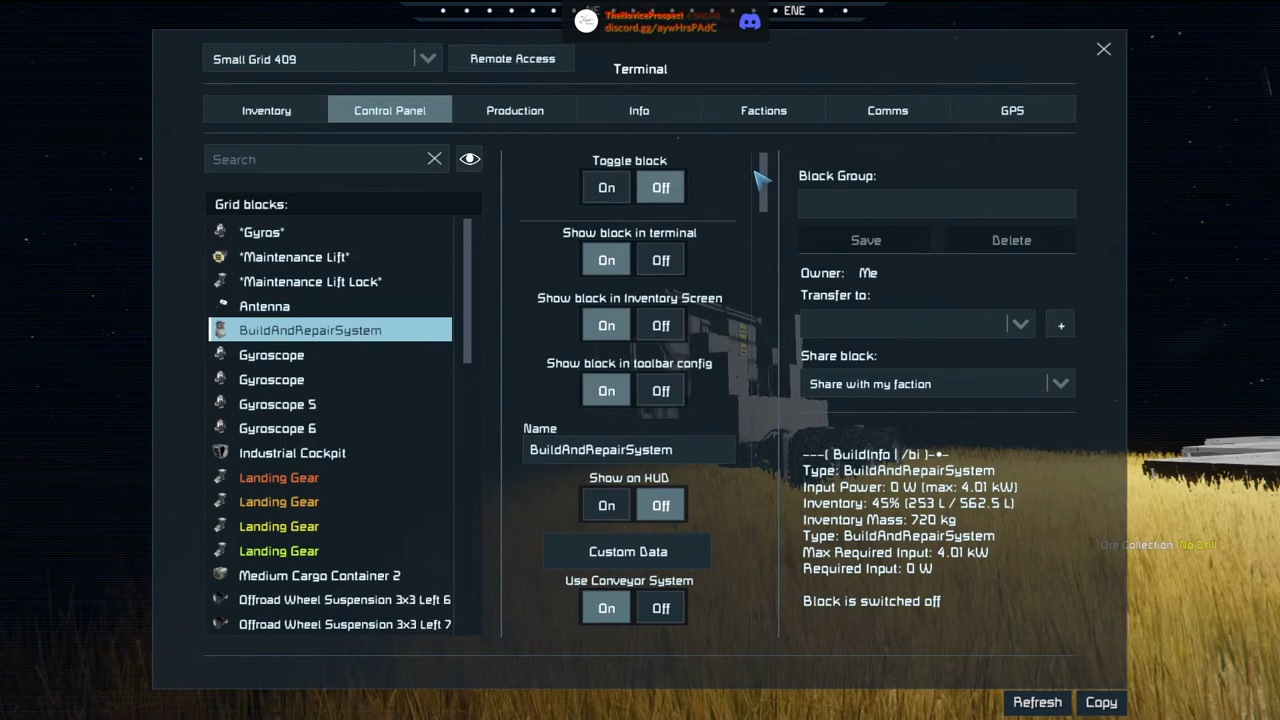 ENE
TheNoviceProspect
discord.gg/aywHrsPAdC
Small Grid 409
Remote Access
Terminal
Inventory
Control Panel
Production
Info
Factions
Comms
GPS
Search
Grid blocks:
*Gyros*
*Maintenance Lift*
*Maintenance Lift Lock*
Antenna
BuildAndRepairSystem
Gyroscope
Gyroscope
Gyroscope 5
Gyroscope 6
Industrial Cockpit
Landing Gear
Landing Gear
Landing Gear
Landing Gear
Medium Cargo Container 2
Offroad Wheel Suspension 3x3 Left 6
Offroad Wheel Suspension 3x3 Left 7
Toggle block
On Off
Show block in terminal
On Off
Show block in Inventory Screen
On Off
Show block in toolbar config
On Off
Name
BuildAndRepairSystem
Show on HUD
On Off
Custom Data
Use Conveyor System
On Off
Block Group:
Save
Delete
Owner: Me
Transfer to:
+
Share block:
Share with my faction
---( BuildInfo | /bi )-•-
Type: BuildAndRepairSystem
Input Power: 0 W (max: 4.01 kW)
Inventory: 45% (253 L / 562.5 L)
Inventory Mass: 720 kg
Type: BuildAndRepairSystem
Max Required Input: 4.01 kW
Required Input: 0 W
Block is switched off
Ore Collection: No Drill
Refresh
Copy